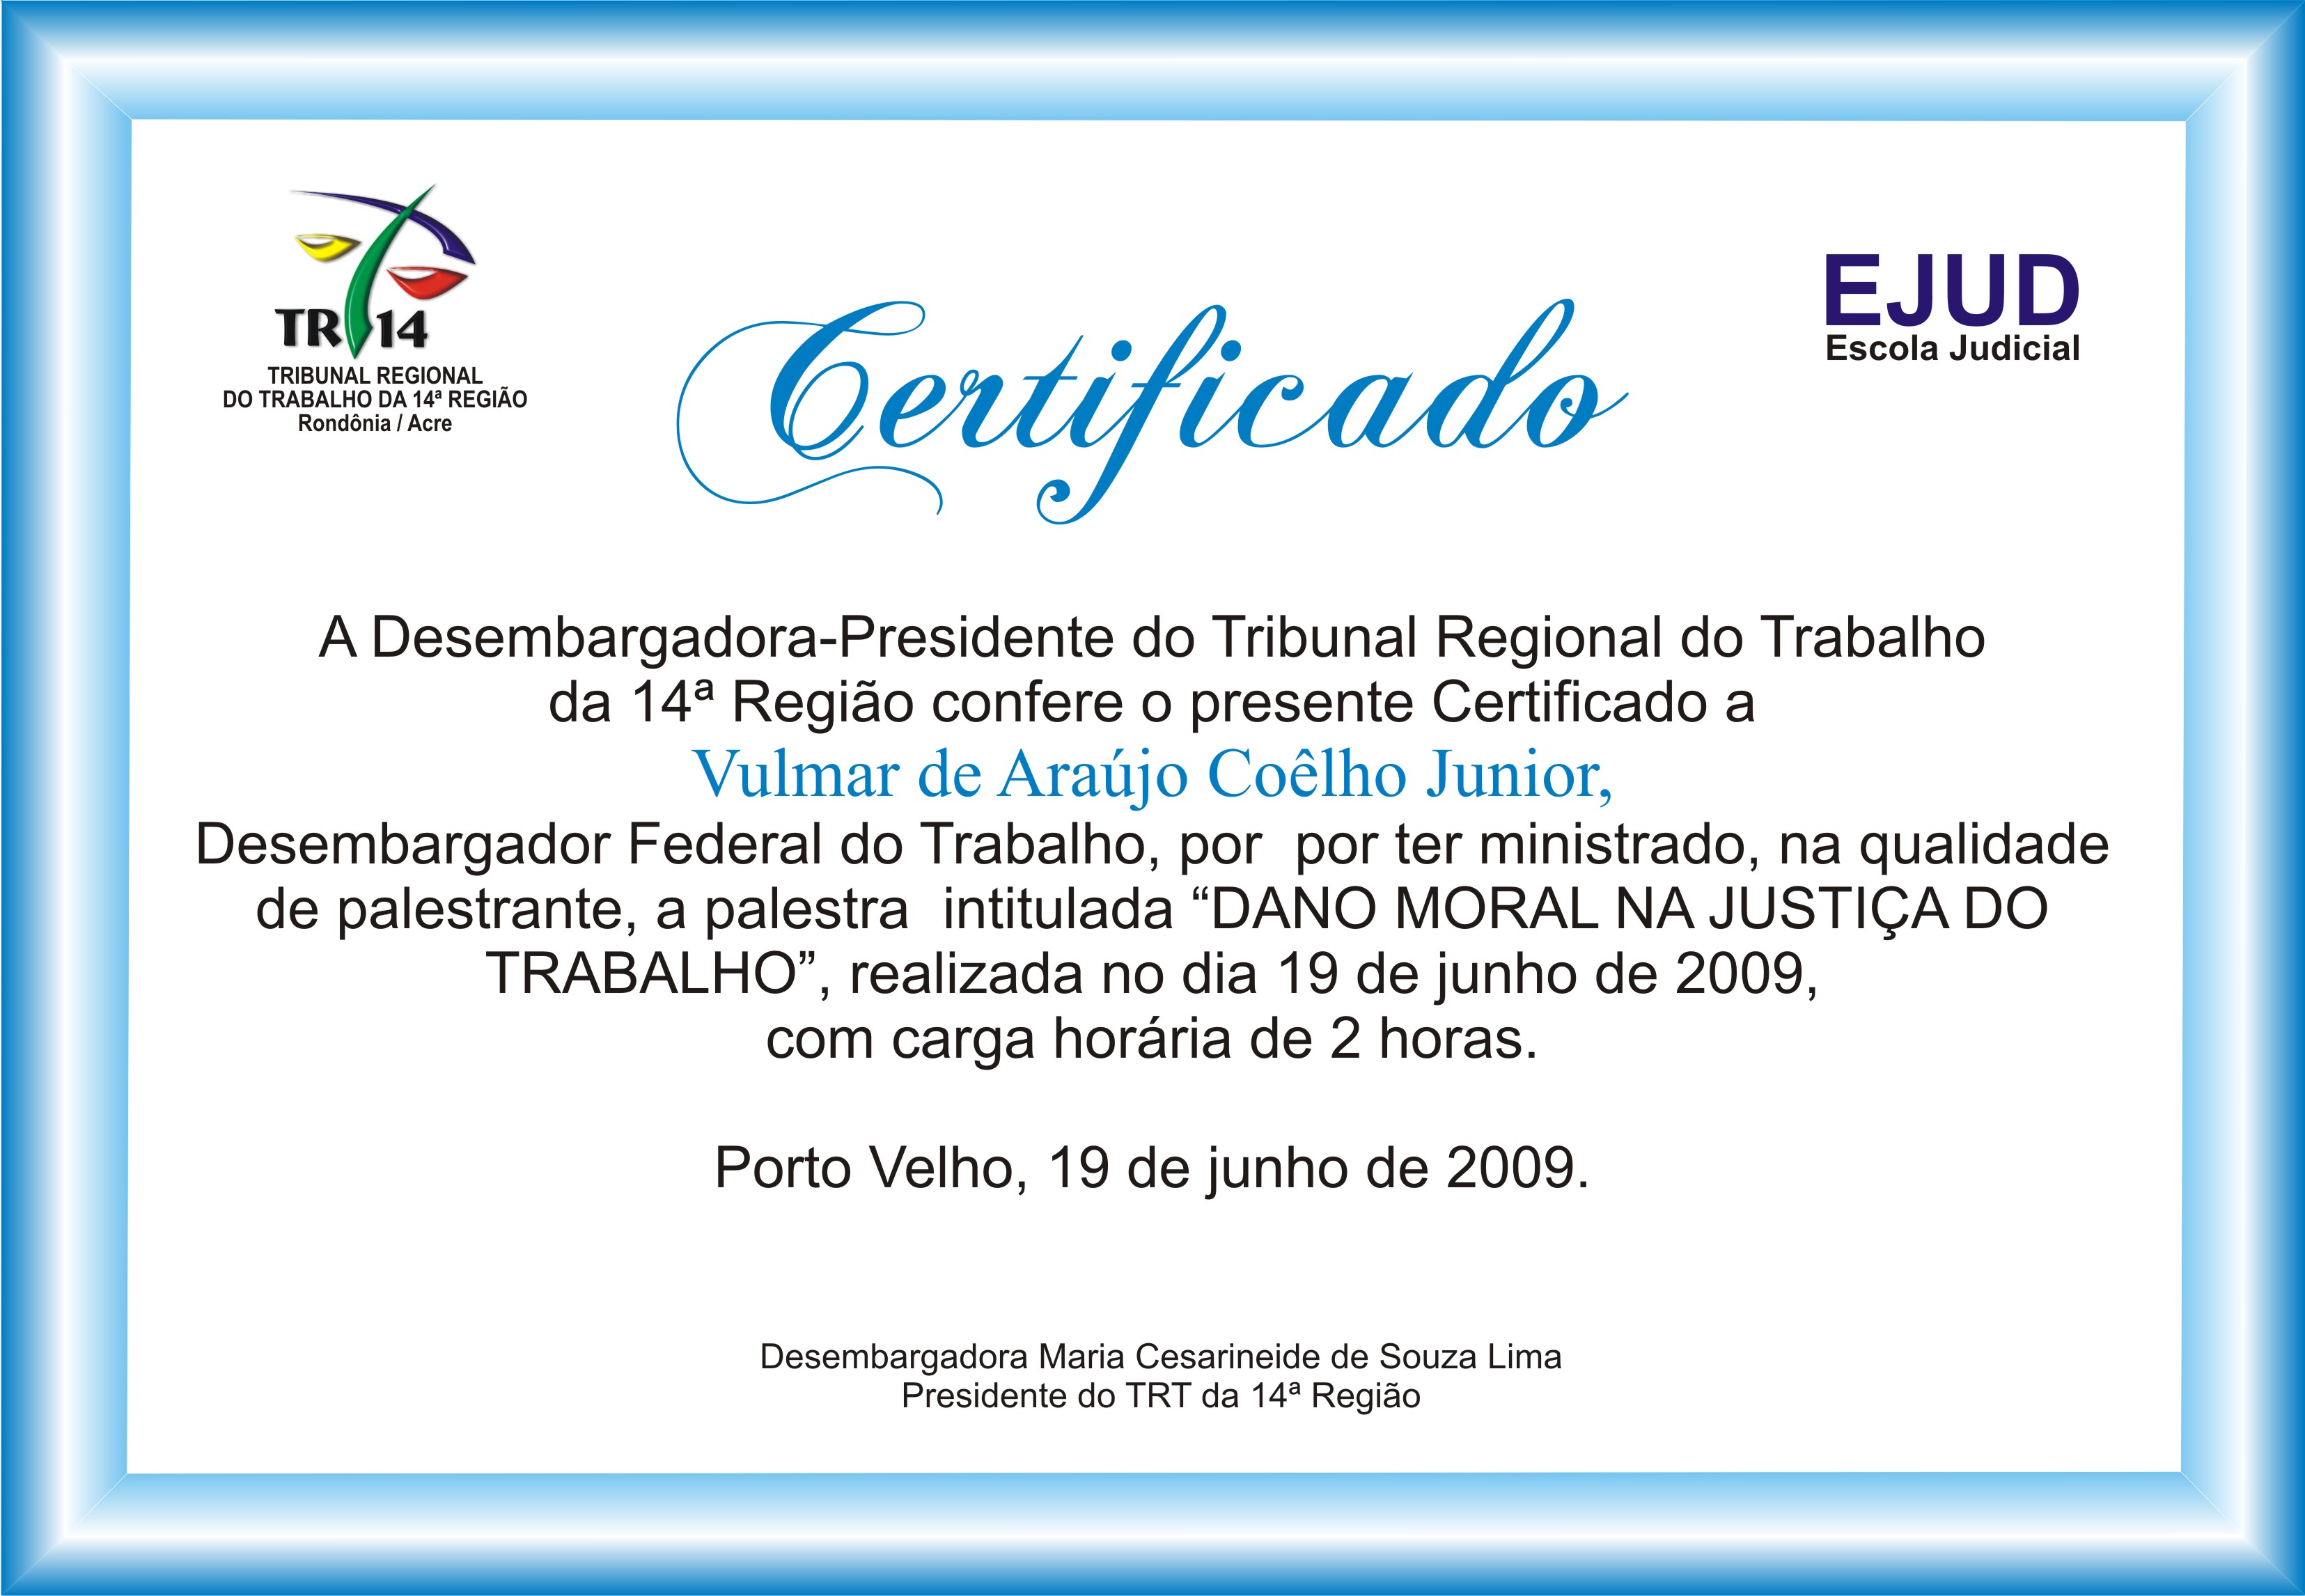 TRT14
TRIBUNAL REGIONAL
DO TRABALHO DA 14ª REGIÃO
Rondônia / Acre
EJUD
Escola Judicial
Certificado
A Desembargadora-Presidente do Tribunal Regional do Trabalho
da 14ª Região confere o presente Certificado a
Vulmar de Araújo Coêlho Junior,
Desembargador Federal do Trabalho, por por ter ministrado, na qualidade
de palestrante, a palestra intitulada “DANO MORAL NA JUSTIÇA DO
TRABALHO”, realizada no dia 19 de junho de 2009,
com carga horária de 2 horas.
Porto Velho, 19 de junho de 2009.
Desembargadora Maria Cesarineide de Souza Lima
Presidente do TRT da 14ª Região